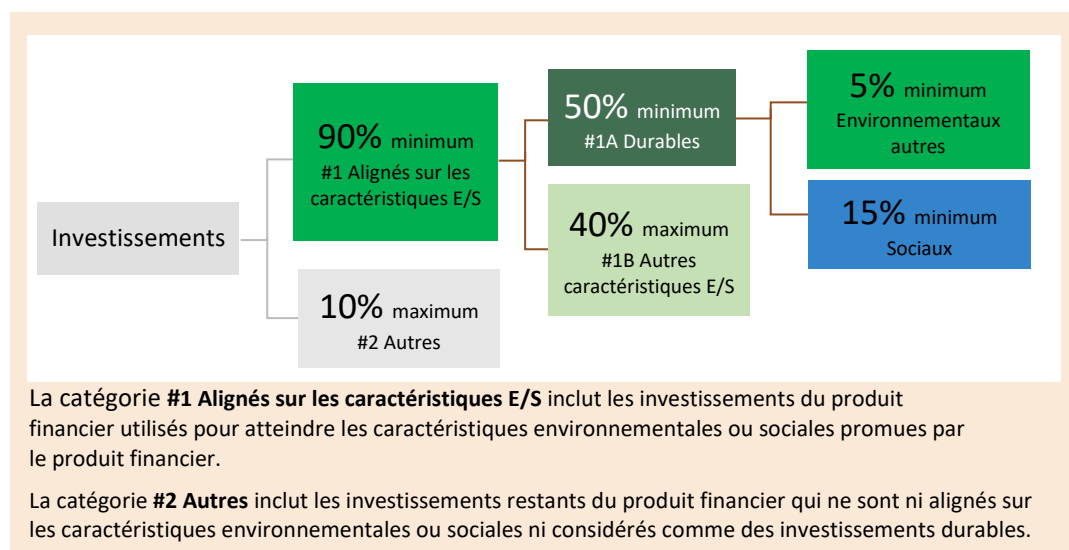 Investissements
90% minimum
#1 Alignés sur les
caractéristiques E/S
10% maximum
#2 Autres
50% minimum
#1A Durables
40% maximum
#1B Autres
caractéristiques E/S
5% minimum
Environnementaux
autres
15% minimum
Sociaux
La catégorie #1 Alignés sur les caractéristiques E/S inclut les investissements du produit
financier utilisés pour atteindre les caractéristiques environnementales ou sociales promues par
le produit financier.
La catégorie #2 Autres inclut les investissements restants du produit financier qui ne sont ni alignés sur
les caractéristiques environnementales ou sociales ni considérés comme des investissements durables.